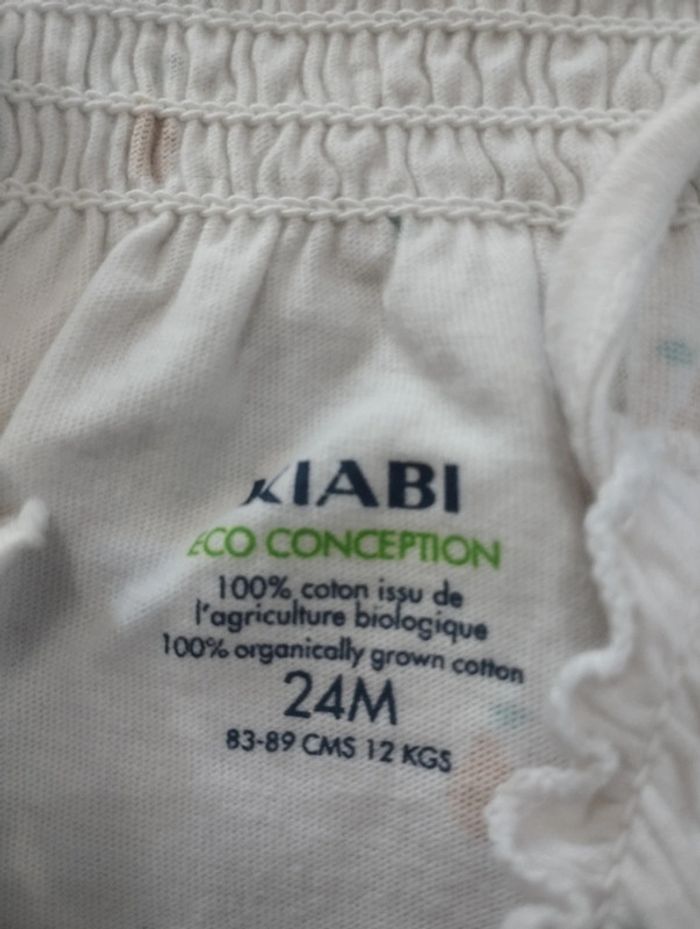 KIABI
ECO CONCEPTION
100% coton issu de
l'agriculture biologique
100% organically grown cotton
24M
83-89 CMS 12 KGS